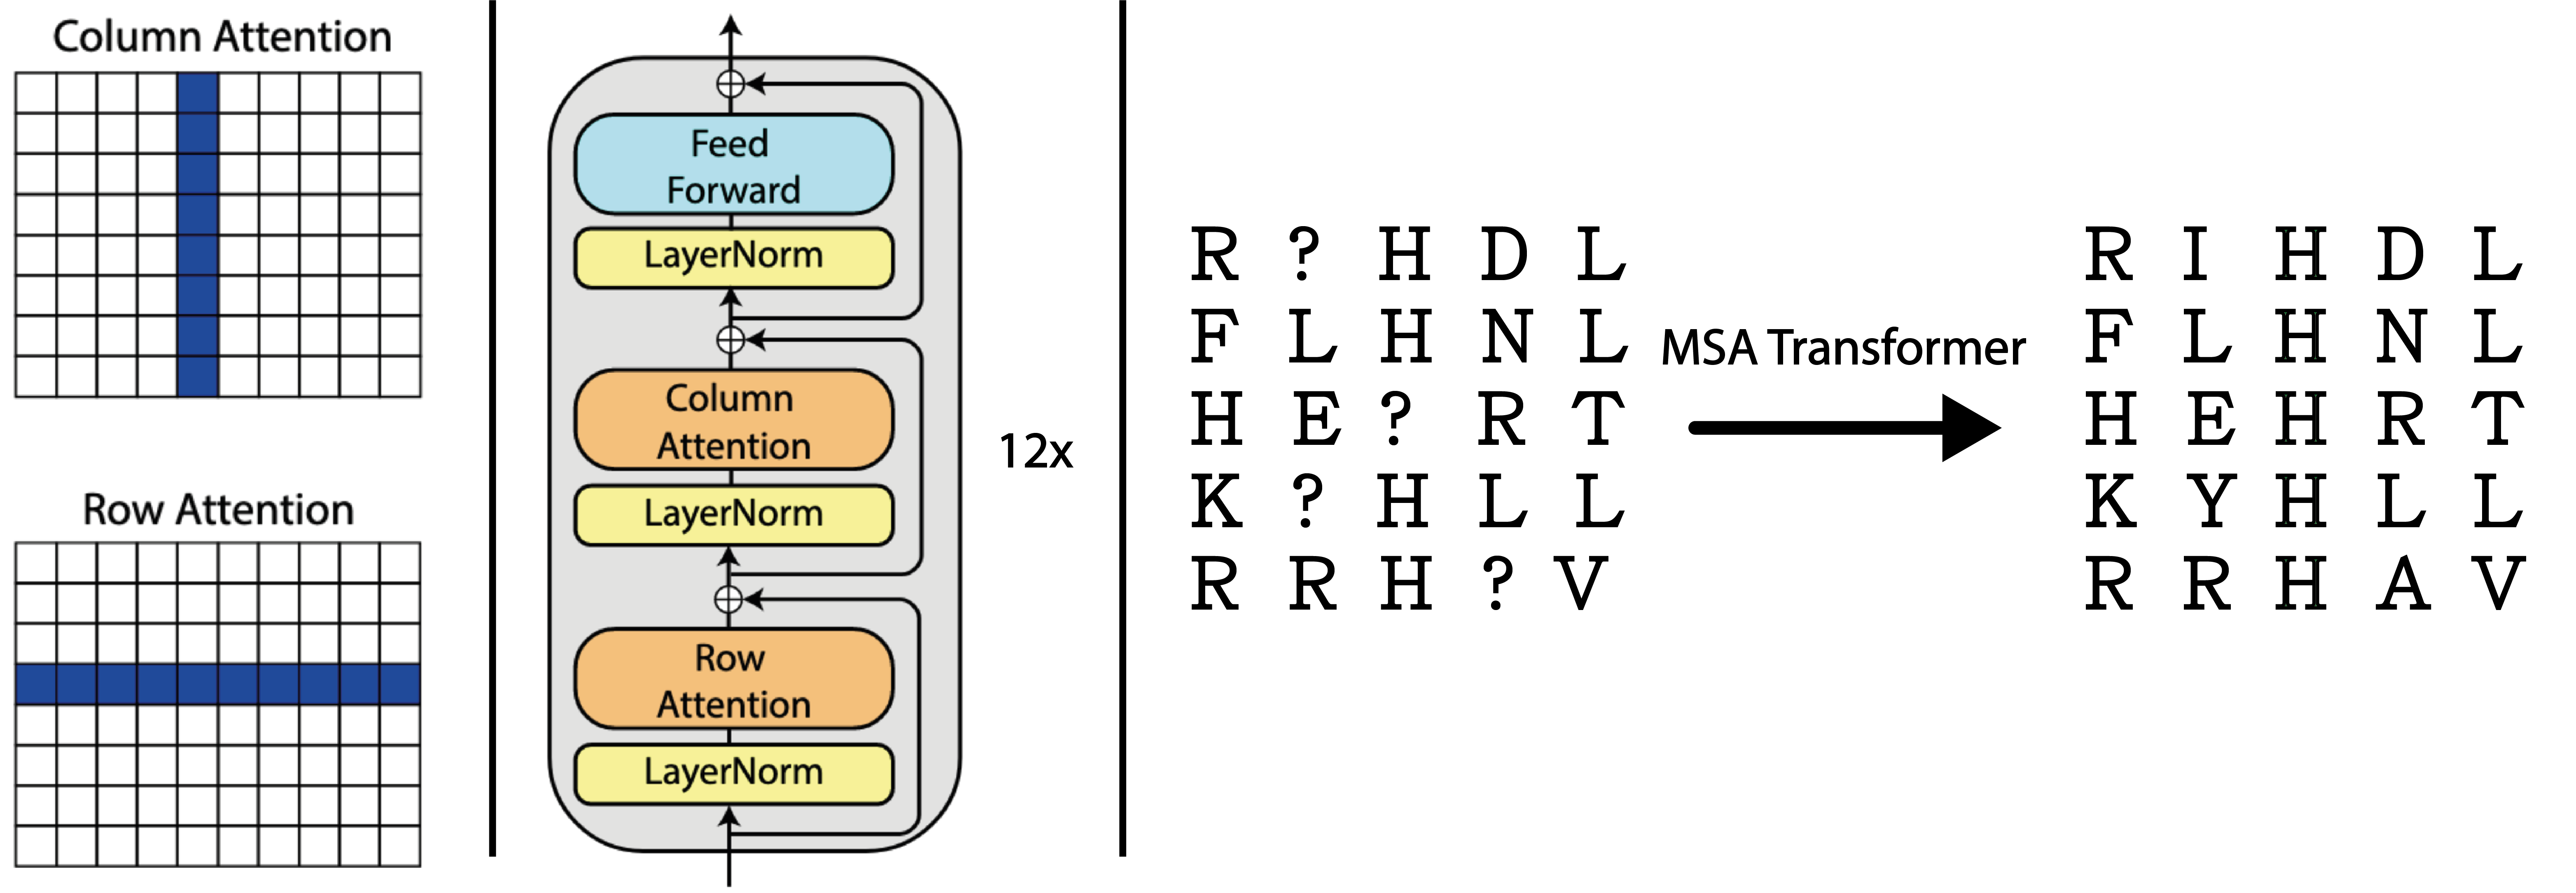 Column Attention
Row Attention
Feed
Forward
LayerNorm
Column
Attention
LayerNorm
Row
Attention
LayerNorm
12x
R ? H D L
F L H N L
H E ? R T
K ? H L L
R R H ? V
MSA Transformer
R I H D L
F L H N L
H E H R T
K Y H L L
R R H A V